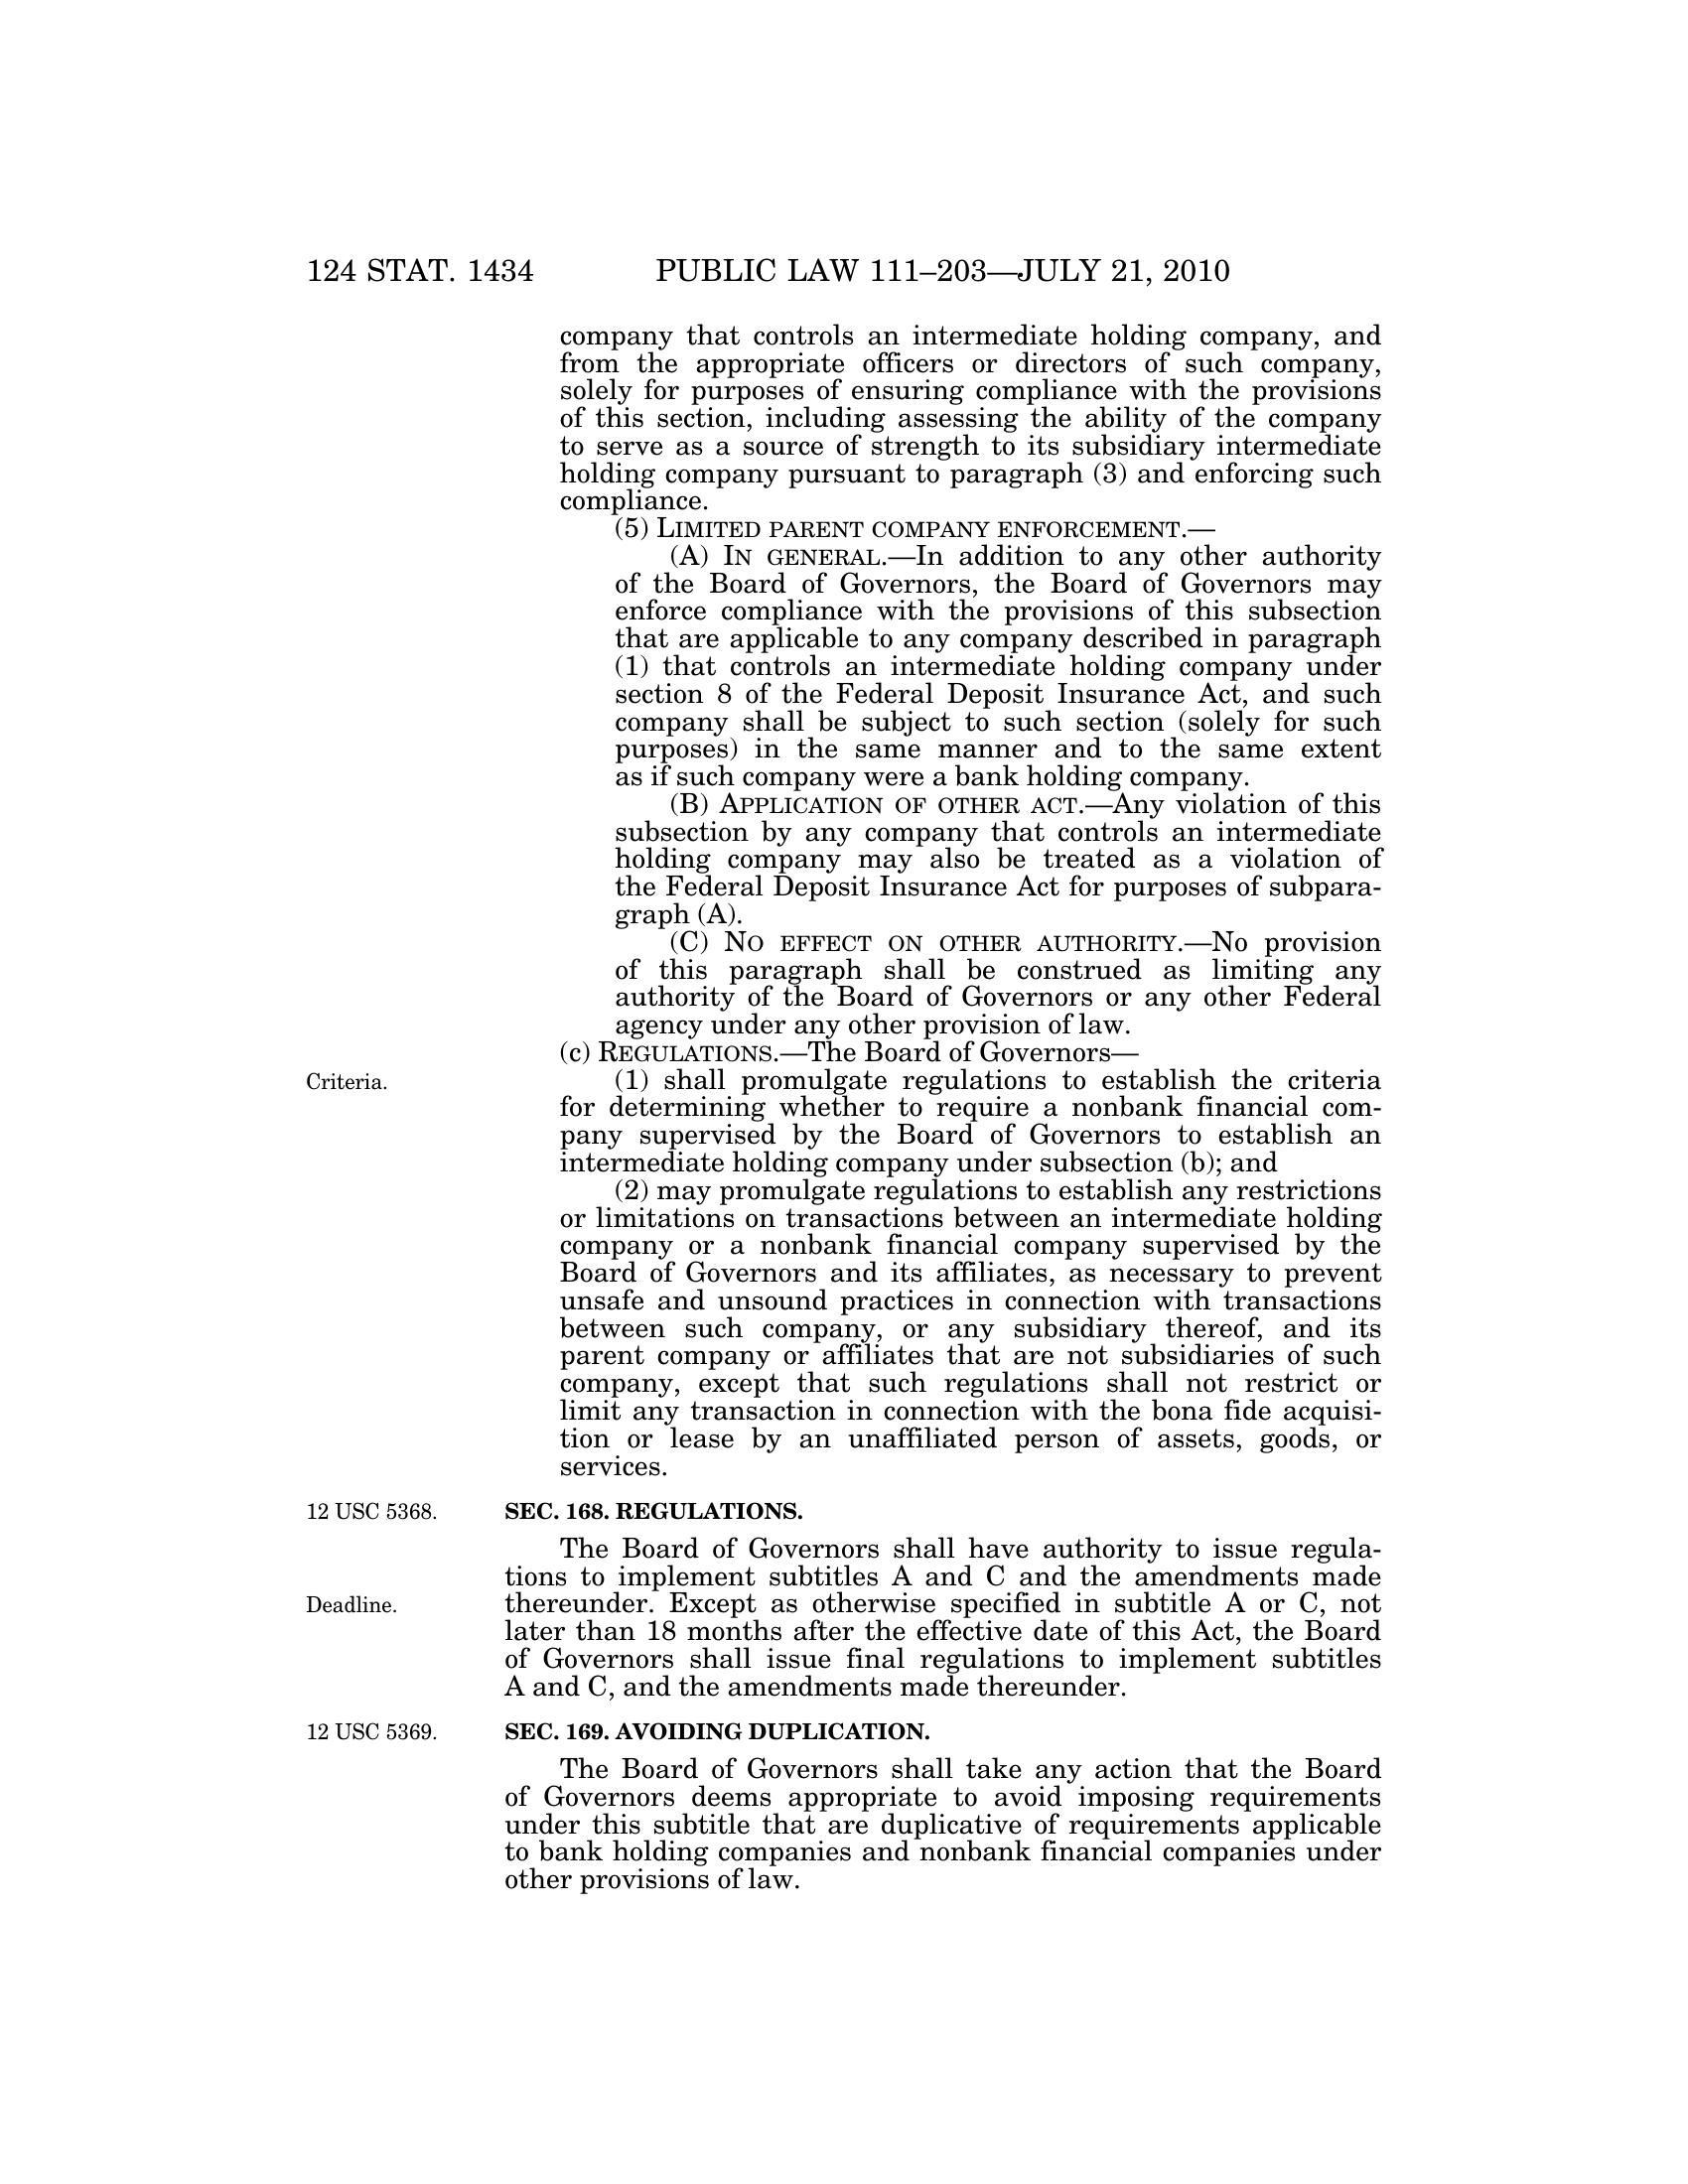 124 STAT. 1434 PUBLIC LAW 111–203—JULY 21, 2010
company that controls an intermediate holding company, and
from the appropriate officers or directors of such company,
solely for purposes of ensuring compliance with the provisions
of this section, including assessing the ability of the company
to serve as a source of strength to its subsidiary intermediate
holding company pursuant to paragraph (3) and enforcing such
compliance.
(5) LIMITED PARENT COMPANY ENFORCEMENT.—
(A) IN GENERAL.—In addition to any other authority
of the Board of Governors, the Board of Governors may
enforce compliance with the provisions of this subsection
that are applicable to any company described in paragraph
(1) that controls an intermediate holding company under
section 8 of the Federal Deposit Insurance Act, and such
company shall be subject to such section (solely for such
purposes) in the same manner and to the same extent
as if such company were a bank holding company.
(B) APPLICATION OF OTHER ACT.—Any violation of this
subsection by any company that controls an intermediate
holding company may also be treated as a violation of
the Federal Deposit Insurance Act for purposes of subpara-
graph (A).
(C) NO EFFECT ON OTHER AUTHORITY.—No provision
of this paragraph shall be construed as limiting any
authority of the Board of Governors or any other Federal
agency under any other provision of law.
(c) REGULATIONS.—The Board of Governors—
Criteria. (1) shall promulgate regulations to establish the criteria
for determining whether to require a nonbank financial com-
pany supervised by the Board of Governors to establish an
intermediate holding company under subsection (b); and
(2) may promulgate regulations to establish any restrictions
or limitations on transactions between an intermediate holding
company or a nonbank financial company supervised by the
Board of Governors and its affiliates, as necessary to prevent
unsafe and unsound practices in connection with transactions
between such company, or any subsidiary thereof, and its
parent company or affiliates that are not subsidiaries of such
company, except that such regulations shall not restrict or
limit any transaction in connection with the bona fide acquisi-
tion or lease by an unaffiliated person of assets, goods, or
services.
12 USC 5368. SEC. 168. REGULATIONS.
The Board of Governors shall have authority to issue regula-
tions to implement subtitles A and C and the amendments made
Deadline. thereunder. Except as otherwise specified in subtitle A or C, not
later than 18 months after the effective date of this Act, the Board
of Governors shall issue final regulations to implement subtitles
A and C, and the amendments made thereunder.
12 USC 5369. SEC. 169. AVOIDING DUPLICATION.
The Board of Governors shall take any action that the Board
of Governors deems appropriate to avoid imposing requirements
under this subtitle that are duplicative of requirements applicable
to bank holding companies and nonbank financial companies under
other provisions of law.